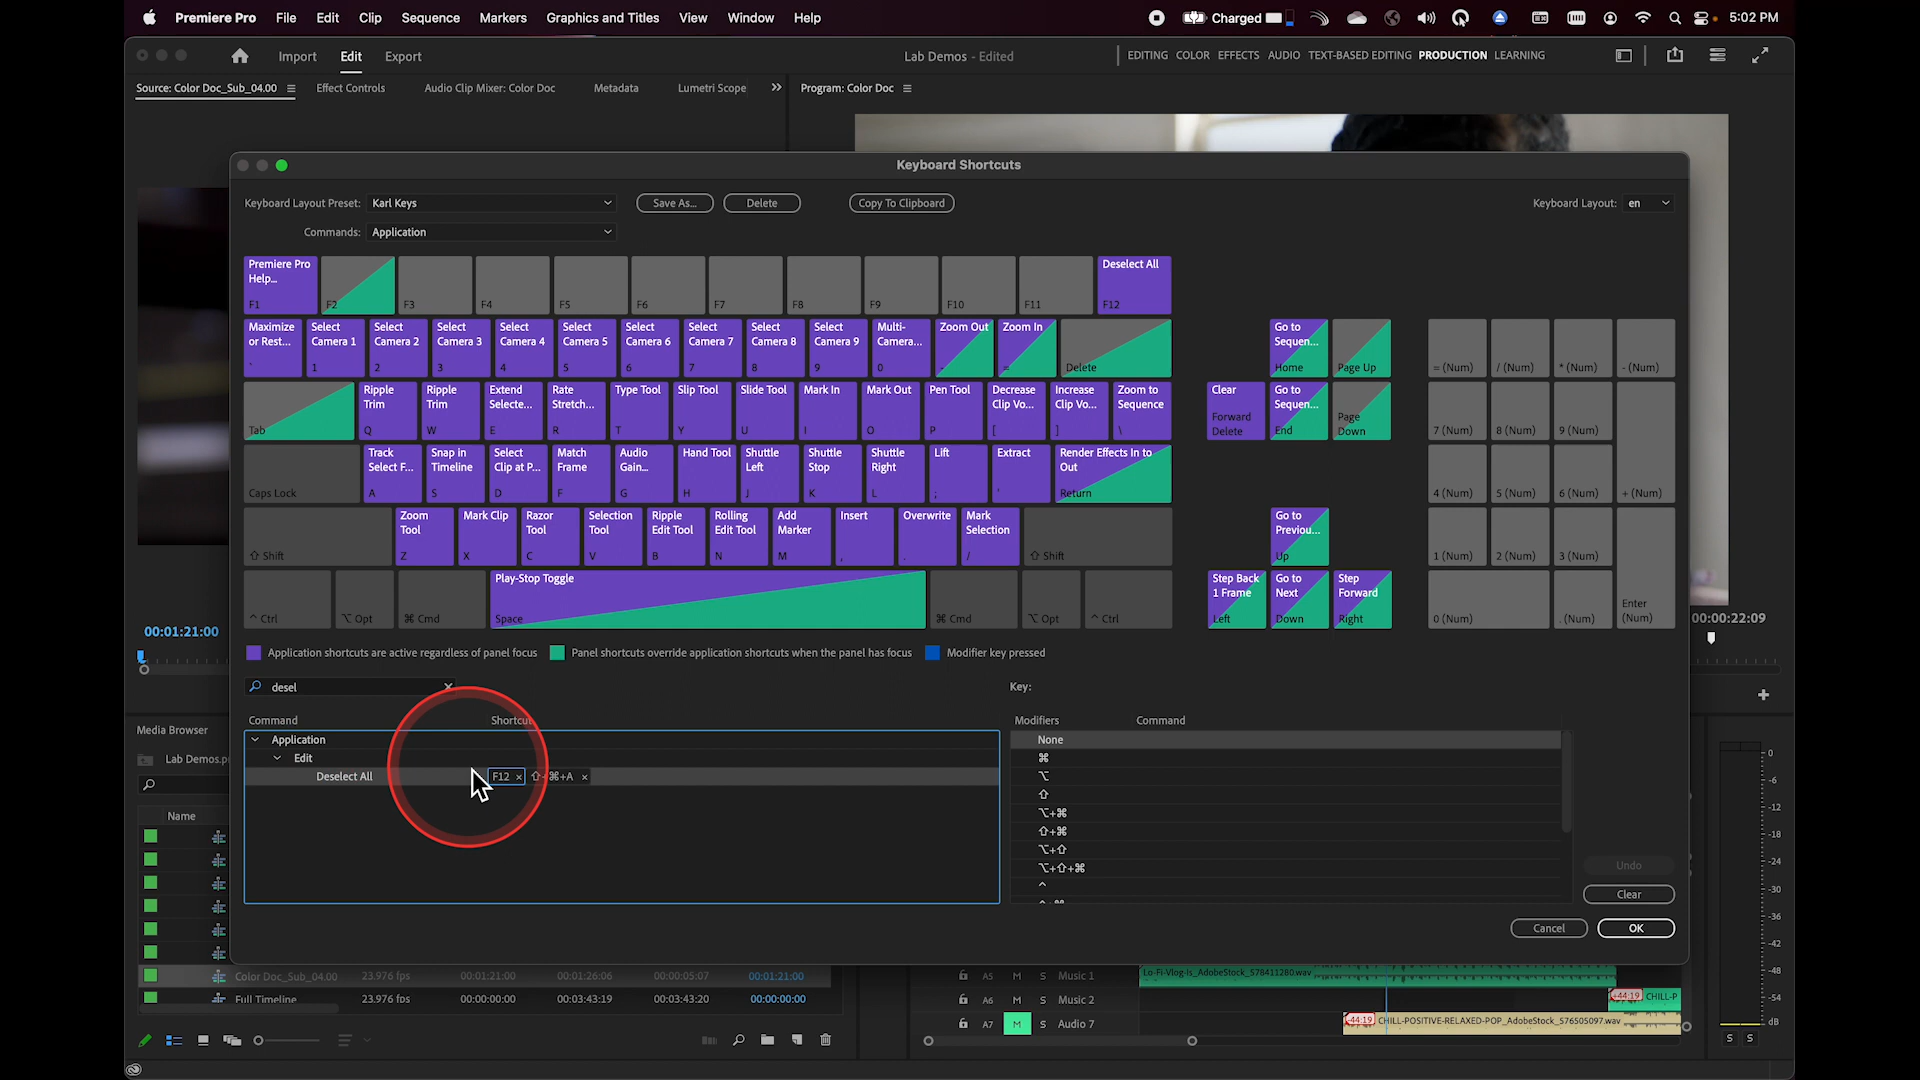 Premiere Pro File Edit Clip Sequence Markers Graphics and Titles View Window Help Charged 5:02 PM
Import Edit Export Lab Demos - Edited EDITING COLOR EFFECTS AUDIO TEXT-BASED EDITING PRODUCTION LEARNING
Source: Color Doc_Sub_04.00 Effect Controls Audio Clip Mixer: Color Doc Metadata Lumetri Scope Program: Color Doc
Keyboard Shortcuts
Keyboard Layout Preset: Karl Keys Save As... Delete Copy To Clipboard Keyboard Layout: en
Commands: Application
Premiere Pro Deselect All
Help...
F1 F2 F3 F4 F5 F6 F7 F8 F9 F10 F11 F12
Maximize Select Select Select Select Select Select Select Select Select Multi- Zoom Out Zoom In Go to
or Rest... Camera 1 Camera 2 Camera 3 Camera 4 Camera 5 Camera 6 Camera 7 Camera 8 Camera 9 Camera... Sequen...
` 1 2 3 4 5 6 7 8 9 0 - = Delete Home Page Up = (Num) / (Num) * (Num) - (Num)
Ripple Ripple Extend Rate Type Tool Slip Tool Slide Tool Mark In Mark Out Pen Tool Decrease Increase Zoom to Clear Go to
Trim Trim Selecte... Stretch... Clip Vo... Clip Vo... Sequence Sequen...
Forward Page
Tab Q W E R T Y U I O P [ ] \ Delete End Down 7 (Num) 8 (Num) 9 (Num)
Track Snap in Select Match Audio Hand Tool Shuttle Shuttle Shuttle Lift Extract Render Effects In to
Select F... Timeline Clip at P... Frame Gain... Left Stop Right Out
Caps Lock A S D F G H J K L ; ' Return 4 (Num) 5 (Num) 6 (Num) + (Num)
Zoom Mark Clip Razor Selection Ripple Rolling Add Insert Overwrite Mark Go to
Tool Tool Tool Edit Tool Edit Tool Marker Selection Previou...
⇧ Shift Z X C V B N M , . / ⇧ Shift Up 1 (Num) 2 (Num) 3 (Num)
Play-Stop Toggle Step Back Go to Step
1 Frame Next Forward
Enter
^ Ctrl ⌥ Opt ⌘ Cmd Space ⌘ Cmd ⌥ Opt ^ Ctrl Left Down Right 0 (Num) . (Num) (Num)
00:01:21:00 00:00:22:09
Application shortcuts are active regardless of panel focus Panel shortcuts override application shortcuts when the panel has focus Modifier key pressed
desel × Key:
Command Shortcut Modifiers Command
Application None
Edit ⌘
Deselect All F12 × ⇧+⌘+A × ⌥
⇧
⌥+⌘
⇧+⌘
⌥+⇧
⌥+⇧+⌘
^
^+⌘
Undo
Clear
Cancel OK
Media Browser
Lab Demos.p
Name
Color Doc_Sub_04.00 23.976 fps 00:01:21:00 00:01:26:06 00:00:05:07 00:01:21:00
Full Timeline 23.976 fps 00:00:00:00 00:03:43:19 00:03:43:20 00:00:00:00
A5 M S Music 1 Lo-Fi-Vlog-Is_AdobeStock_578411280.wav
A6 M S Music 2 +44:19 CHILL-P
A7 M S Audio 7 -44:19 CHILL-POSITIVE-RELAXED-POP_AdobeStock_576505097.wav
0
-6
-12
-18
-24
-30
-36
-42
-48
-54
dB
S S